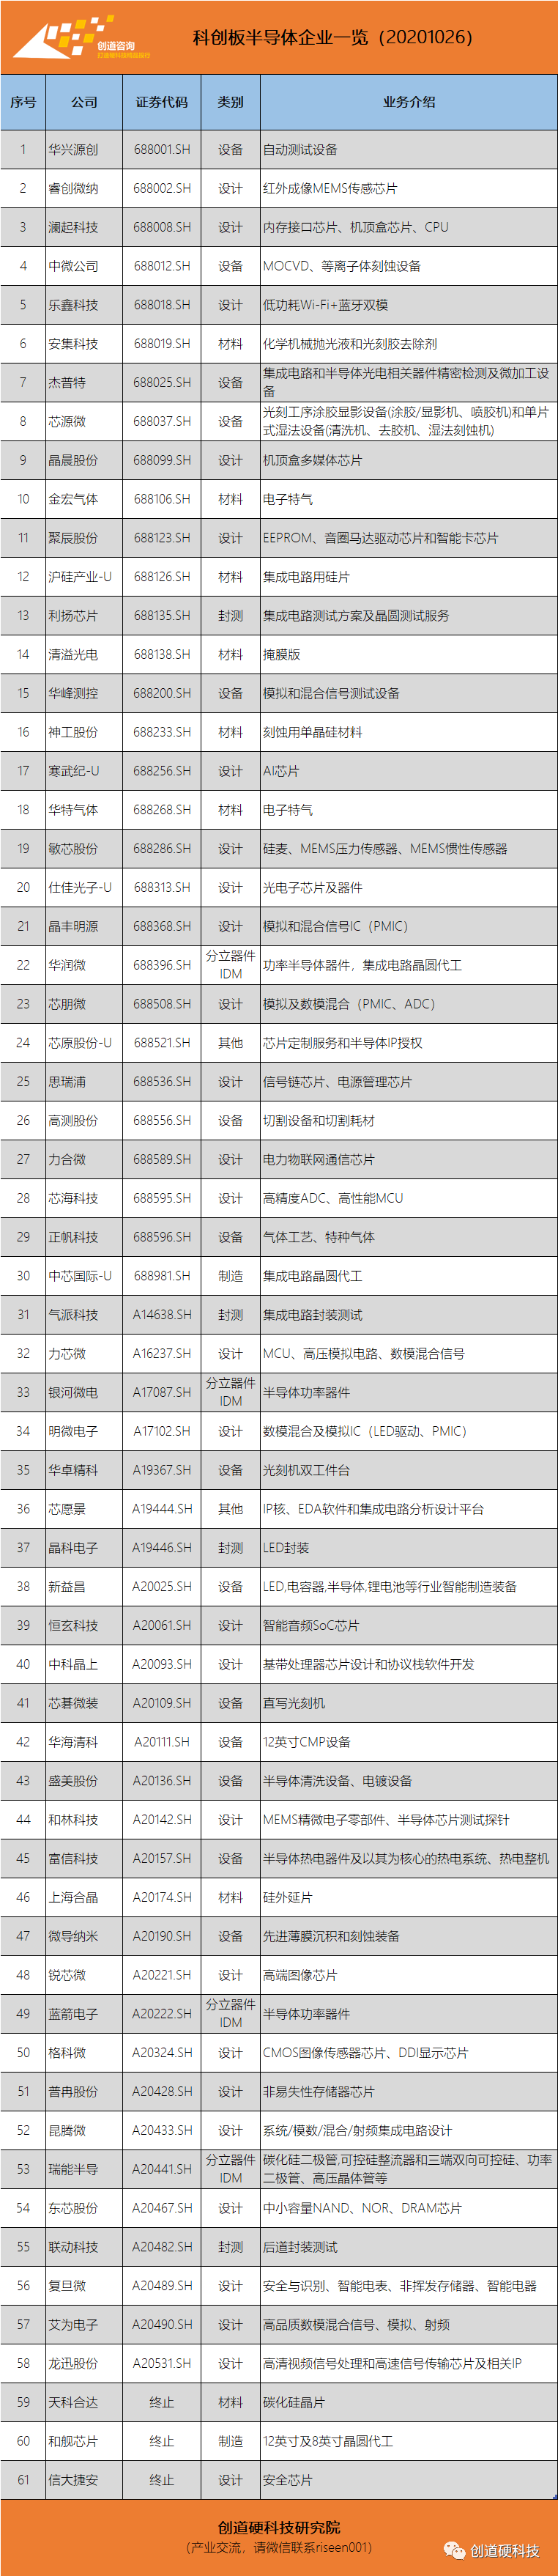 创道咨询
打造硬科技精品投行
科创板半导体企业一览（20201026）
序号 公司 证券代码 类别 业务介绍
1 华兴源创 688001.SH 设备 自动测试设备
2 睿创微纳 688002.SH 设计 红外成像MEMS传感芯片
3 澜起科技 688008.SH 设计 内存接口芯片、机顶盒芯片、CPU
4 中微公司 688012.SH 设备 MOCVD、等离子体刻蚀设备
5 乐鑫科技 688018.SH 设计 低功耗Wi-Fi+蓝牙双模
6 安集科技 688019.SH 材料 化学机械抛光液和光刻胶去除剂
7 杰普特 688025.SH 设备 集成电路和半导体光电相关器件精密检测及微加工设
备
8 芯源微 688037.SH 设备 光刻工序涂胶显影设备(涂胶/显影机、喷胶机)和单片
式湿法设备(清洗机、去胶机、湿法刻蚀机)
9 晶晨股份 688099.SH 设计 机顶盒多媒体芯片
10 金宏气体 688106.SH 材料 电子特气
11 聚辰股份 688123.SH 设计 EEPROM、音圈马达驱动芯片和智能卡芯片
12 沪硅产业-U 688126.SH 材料 集成电路用硅片
13 利扬芯片 688135.SH 封测 集成电路测试方案及晶圆测试服务
14 清溢光电 688138.SH 材料 掩膜版
15 华峰测控 688200.SH 设备 模拟和混合信号测试设备
16 神工股份 688233.SH 材料 刻蚀用单晶硅材料
17 寒武纪-U 688256.SH 设计 AI芯片
18 华特气体 688268.SH 材料 电子特气
19 敏芯股份 688286.SH 设计 硅麦、MEMS压力传感器、MEMS惯性传感器
20 仕佳光子-U 688313.SH 设计 光电子芯片及器件
21 晶丰明源 688368.SH 设计 模拟和混合信号IC（PMIC）
22 华润微 688396.SH 分立器件
IDM 功率半导体器件，集成电路晶圆代工
23 芯朋微 688508.SH 设计 模拟及数模混合（PMIC、ADC）
24 芯原股份-U 688521.SH 其他 芯片定制服务和半导体IP授权
25 思瑞浦 688536.SH 设计 信号链芯片、电源管理芯片
26 高测股份 688556.SH 设备 切割设备和切割耗材
27 力合微 688589.SH 设计 电力物联网通信芯片
28 芯海科技 688595.SH 设计 高精度ADC、高性能MCU
29 正帆科技 688596.SH 设备 气体工艺、特种气体
30 中芯国际-U 688981.SH 制造 集成电路晶圆代工
31 气派科技 A14638.SH 封测 集成电路封装测试
32 力芯微 A16237.SH 设计 MCU、高压模拟电路、数模混合信号
33 银河微电 A17087.SH 分立器件
IDM 半导体功率器件
34 明微电子 A17102.SH 设计 数模混合及模拟IC（LED驱动、PMIC）
35 华卓精科 A19367.SH 设备 光刻机双工件台
36 芯愿景 A19444.SH 其他 IP核、EDA软件和集成电路分析设计平台
37 晶科电子 A19446.SH 封测 LED封装
38 新益昌 A20025.SH 设备 LED,电容器,半导体,锂电池等行业智能制造装备
39 恒玄科技 A20061.SH 设计 智能音频SoC芯片
40 中科晶上 A20093.SH 设计 基带处理器芯片设计和协议栈软件开发
41 芯碁微装 A20109.SH 设备 直写光刻机
42 华海清科 A20111.SH 设备 12英寸CMP设备
43 盛美股份 A20136.SH 设备 半导体清洗设备、电镀设备
44 和林科技 A20142.SH 设计 MEMS精微电子零部件、半导体芯片测试探针
45 富信科技 A20157.SH 设备 半导体热电器件及以其为核心的热电系统、热电整机
46 上海合晶 A20174.SH 材料 硅外延片
47 微导纳米 A20190.SH 设备 先进薄膜沉积和刻蚀装备
48 锐芯微 A20221.SH 设计 高端图像芯片
49 蓝箭电子 A20222.SH 分立器件
IDM 半导体功率器件
50 格科微 A20324.SH 设计 CMOS图像传感器芯片、DDI显示芯片
51 普冉股份 A20428.SH 设计 非易失性存储器芯片
52 昆腾微 A20433.SH 设计 系统/模数/混合/射频集成电路设计
53 瑞能半导 A20441.SH 分立器件
IDM 碳化硅二极管,可控硅整流器和三端双向可控硅、功率
二极管、高压晶体管等
54 东芯股份 A20467.SH 设计 中小容量NAND、NOR、DRAM芯片
55 联动科技 A20482.SH 封测 后道封装测试
56 复旦微 A20489.SH 设计 安全与识别、智能电表、非挥发存储器、智能电器
57 艾为电子 A20490.SH 设计 高品质数模混合信号、模拟、射频
58 龙迅股份 A20531.SH 设计 高清视频信号处理和高速信号传输芯片及相关IP
59 天科合达 终止 材料 碳化硅晶片
60 和舰芯片 终止 制造 12英寸及8英寸晶圆代工
61 信大捷安 终止 设计 安全芯片
创道硬科技研究院
（产业交流，请微信联系riseen001）
创道硬科技